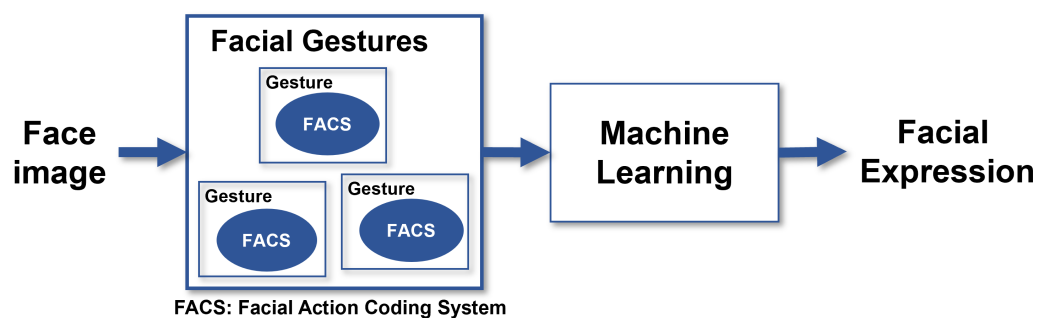 Face
image
Facial Gestures
Gesture
FACS
Gesture
FACS
Gesture
FACS
Machine
Learning
Facial
Expression
FACS: Facial Action Coding System